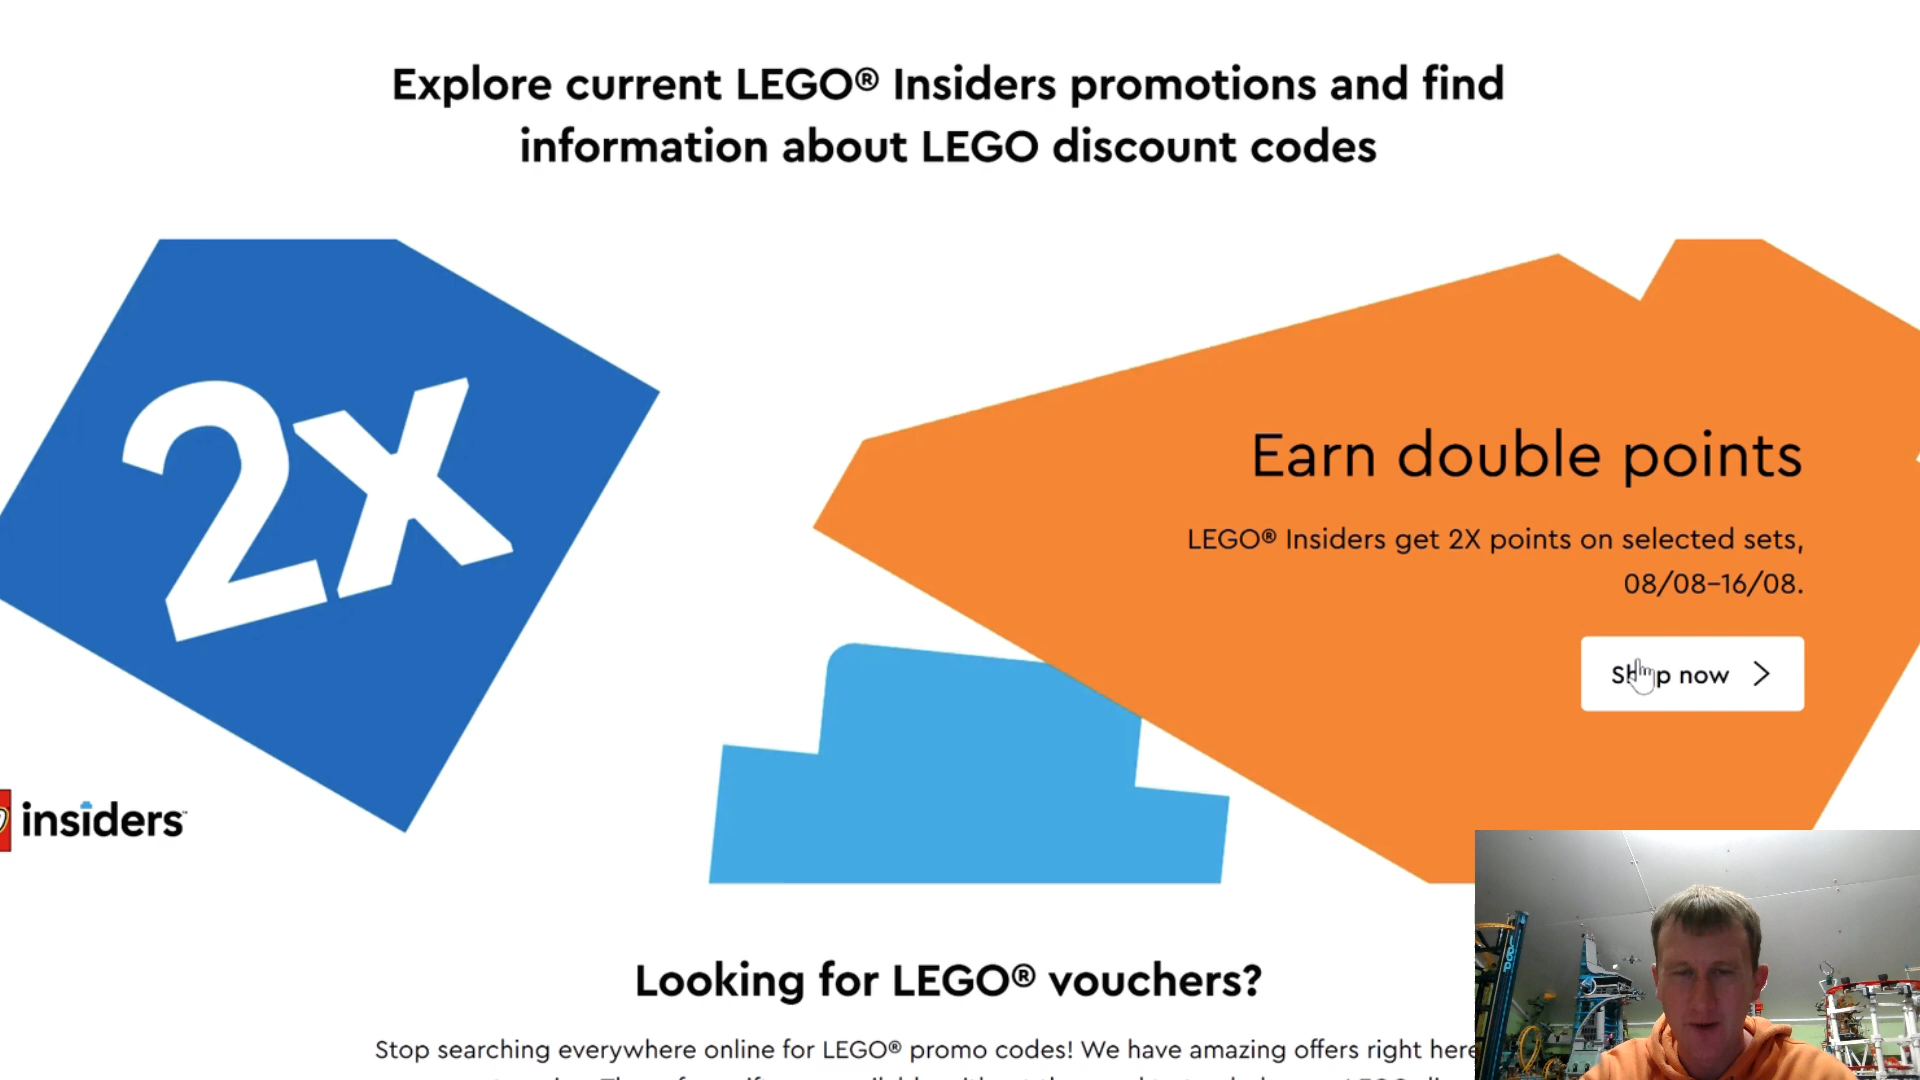 Explore current LEGO® Insiders promotions and find
information about LEGO discount codes
2x
Earn double points
LEGO® Insiders get 2X points on selected sets,
08/08–16/08.
Shop now
insiders™
Looking for LEGO® vouchers?
Stop searching everywhere online for LEGO® promo codes! We have amazing offers right here